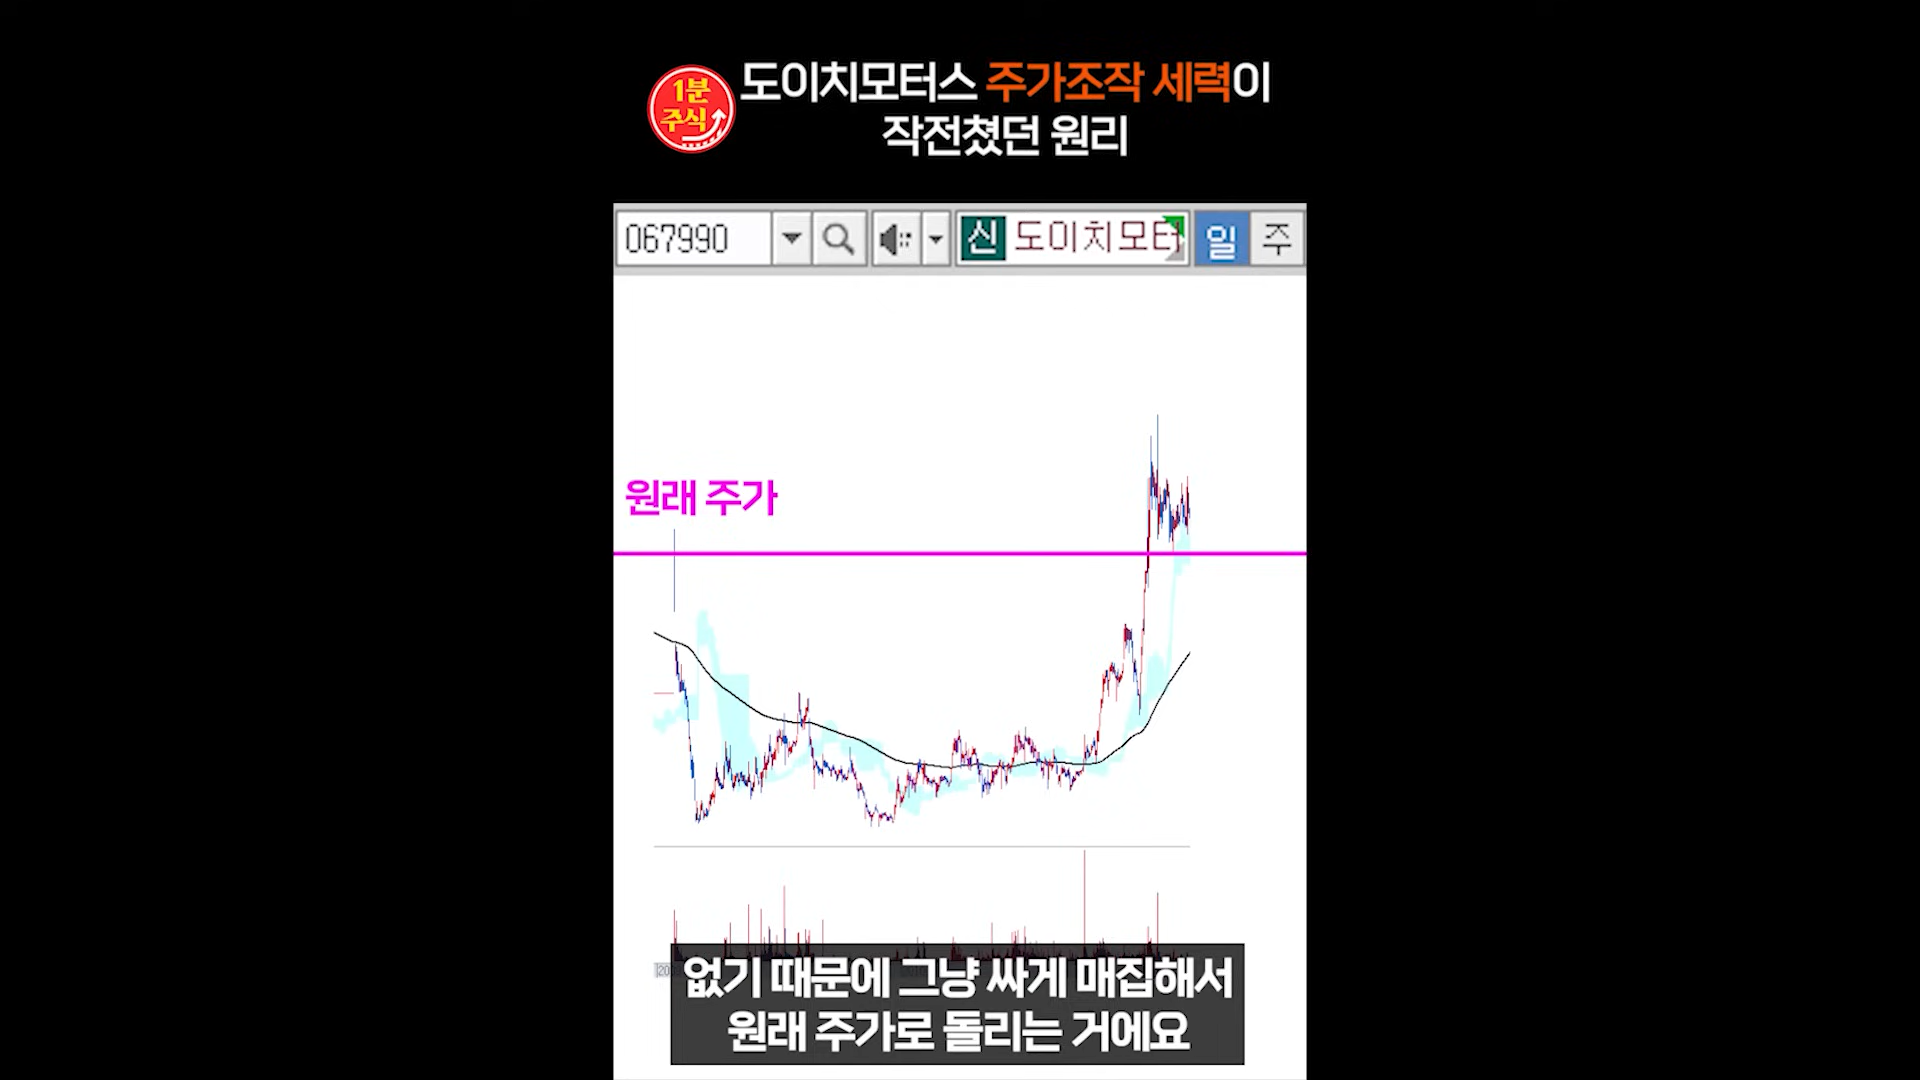 1분
주식
도이치모터스 주가조작 세력이
작전쳤던 원리
067990
신 도이치모터
일 주
원래 주가
없기 때문에 그냥 싸게 매집해서
원래 주가로 돌리는 거에요